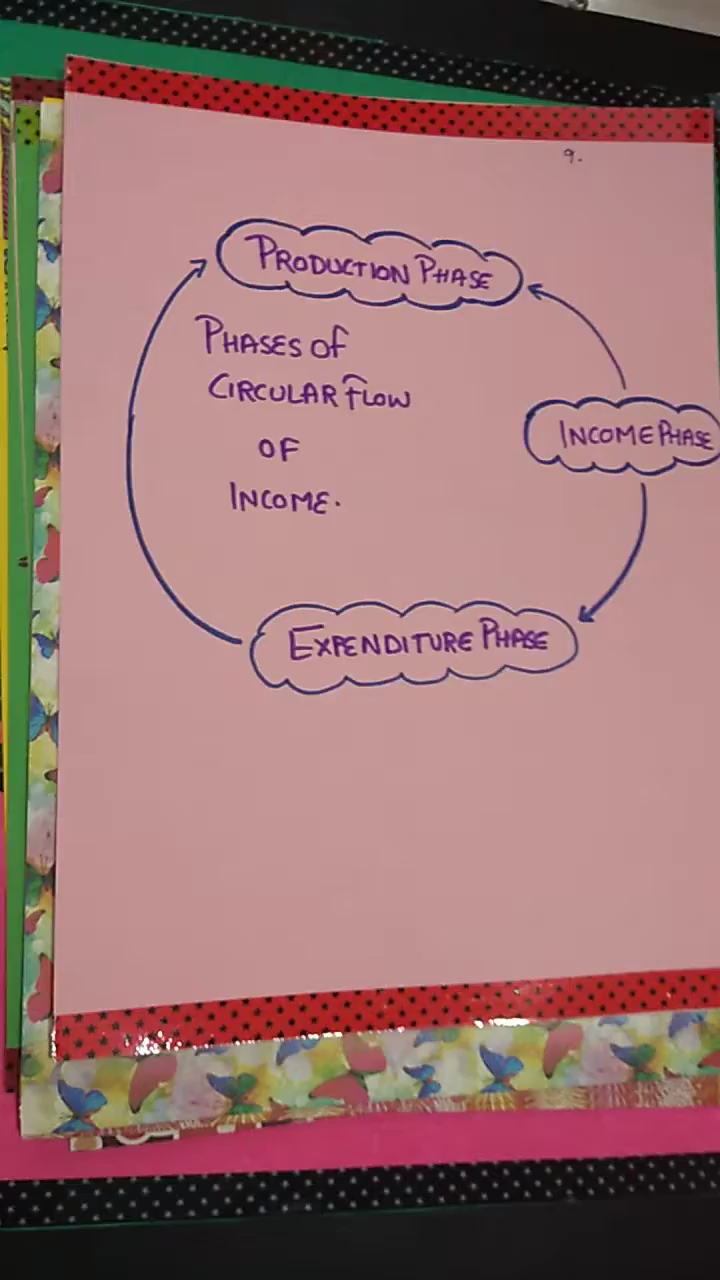 9.
PRODUCTION PHASE
PHASES OF
CIRCULAR FLOW
OF
INCOME.
INCOME PHASE
EXPENDITURE PHASE